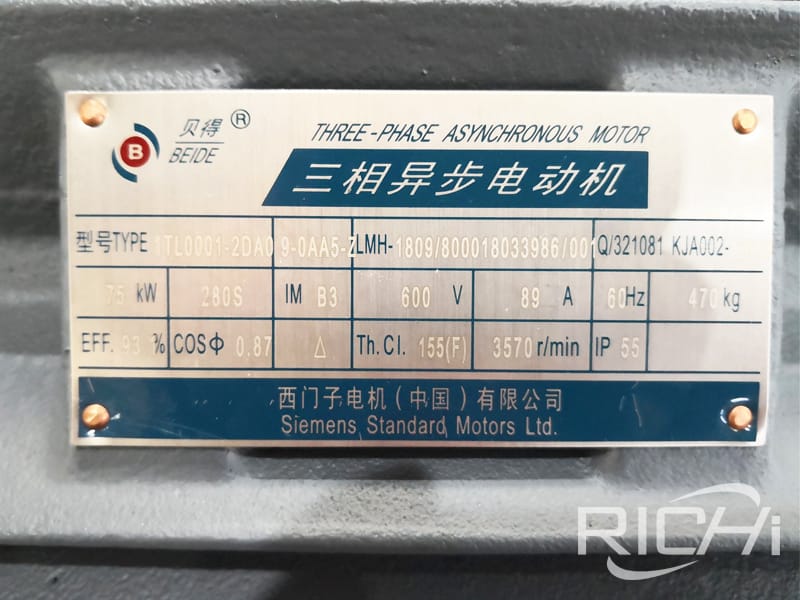 贝得 ®
BEIDE
B
THREE-PHASE ASYNCHRONOUS MOTOR
三相异步电动机
型号TYPE 1TL0001-2DA0 9-0AA5-Z LMH-1809/800018033986/001 Q/321081 KJA002-
75 kW 280S IM B3 600 V 89 A 60Hz 470kg
EFF. 93 % COSΦ 0.87 △ Th.Cl. 155(F) 3570 r/min IP 55
西门子电机(中国)有限公司
Siemens Standard Motors Ltd.
RICHi